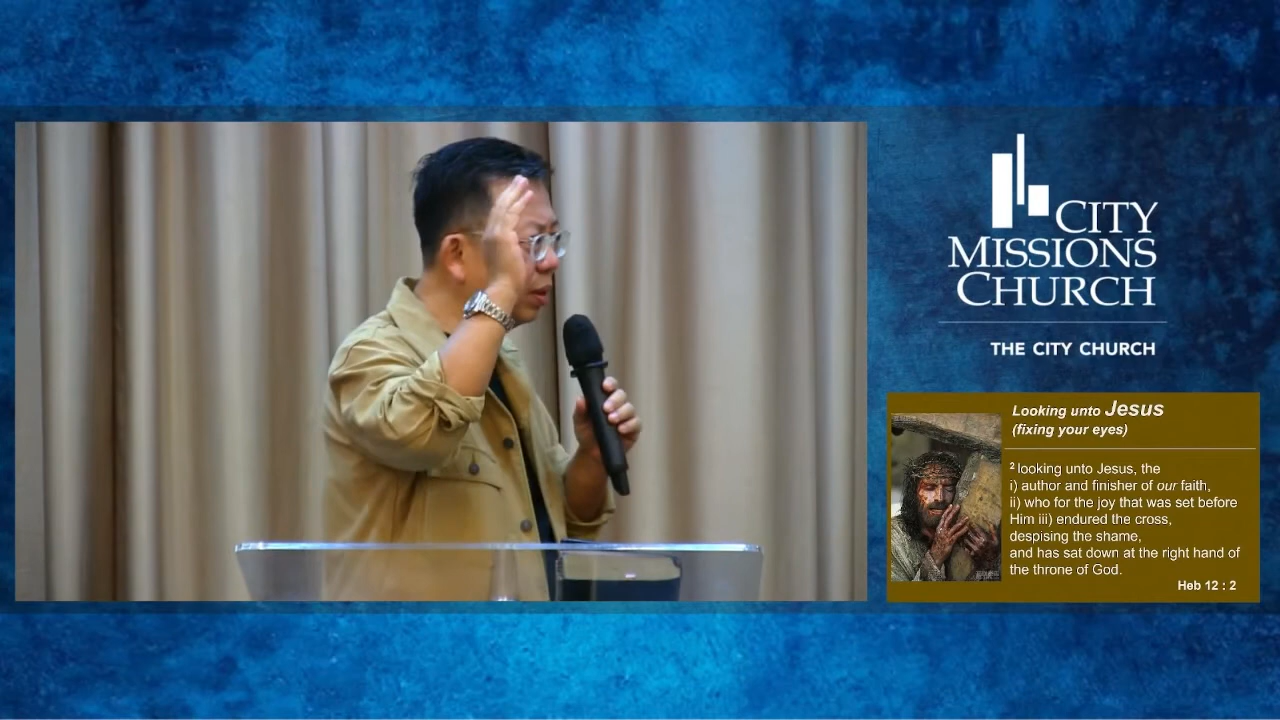 CITY
MISSIONS
CHURCH
THE CITY CHURCH
Looking unto Jesus
(fixing your eyes)
2 looking unto Jesus, the
i) author and finisher of our faith,
ii) who for the joy that was set before
Him iii) endured the cross,
despising the shame,
and has sat down at the right hand of
the throne of God.
Heb 12 : 2